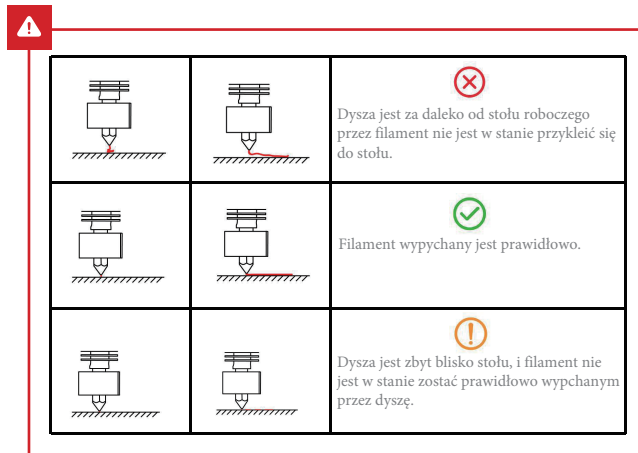 Dysza jest za daleko od stołu roboczego
przez filament nie jest w stanie przykleić się
do stołu.
Filament wypychany jest prawidłowo.
Dysza jest zbyt blisko stołu, i filament nie
jest w stanie zostać prawidłowo wypchanym
przez dyszę.